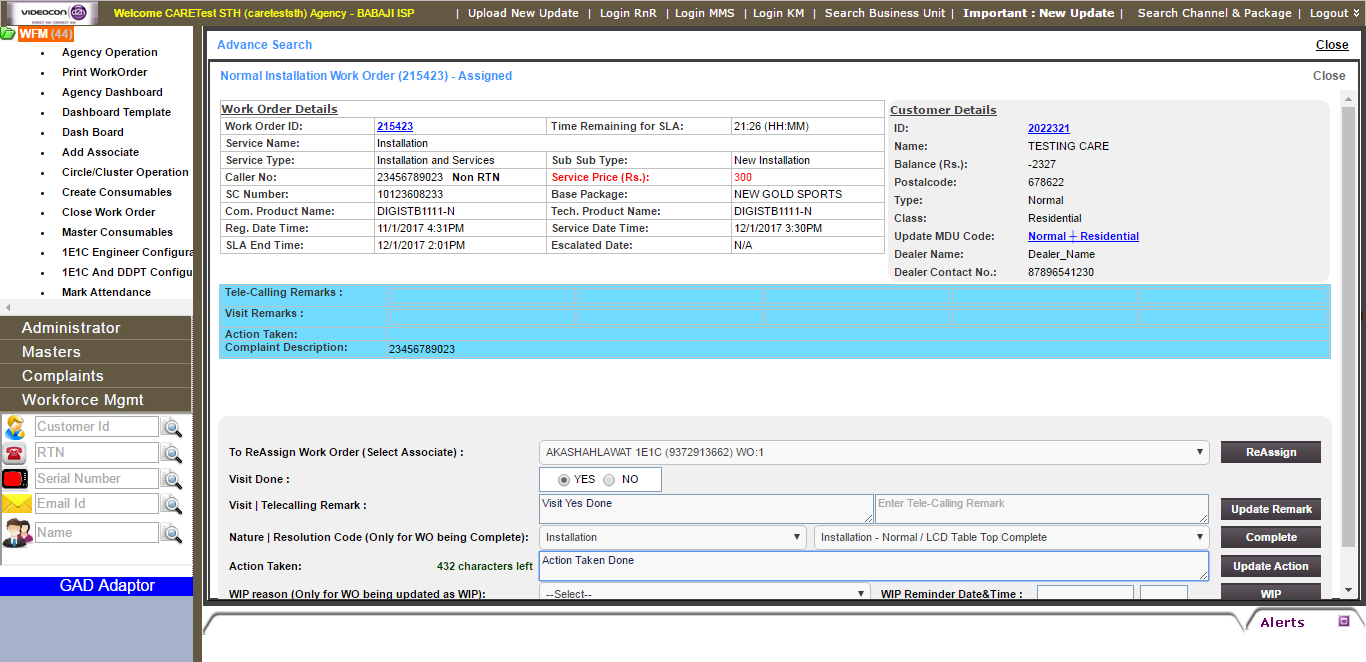 VIDEOCON d2h
DIRECT HAI CORRECT HAI
Welcome CARETest STH (careteststh) Agency - BABAJI ISP
| Upload New Update | Login RnR | Login MMS | Login KM | Search Business Unit | Important : New Update | Search Channel & Package | Logout
WFM (44)
Agency Operation
Print WorkOrder
Agency Dashboard
Dashboard Template
Dash Board
Add Associate
Circle/Cluster Operation
Create Consumables
Close Work Order
Master Consumables
1E1C Engineer Configura
1E1C And DDPT Configu
Mark Attendance
Administrator
Masters
Complaints
Workforce Mgmt
Customer Id
RTN
Serial Number
Email Id
Name
GAD Adaptor
Advance Search Close
Normal Installation Work Order (215423) - Assigned Close
Work Order Details
Work Order ID: 215423 Time Remaining for SLA: 21:26 (HH:MM)
Service Name: Installation
Service Type: Installation and Services Sub Sub Type: New Installation
Caller No: 23456789023 Non RTN Service Price (Rs.): 300
SC Number: 10123608233 Base Package: NEW GOLD SPORTS
Com. Product Name: DIGISTB1111-N Tech. Product Name: DIGISTB1111-N
Reg. Date Time: 11/1/2017 4:31PM Service Date Time: 12/1/2017 3:30PM
SLA End Time: 12/1/2017 2:01PM Escalated Date: N/A
Customer Details
ID: 2022321
Name: TESTING CARE
Balance (Rs.): -2327
Postalcode: 678622
Type: Normal
Class: Residential
Update MDU Code: Normal ┼ Residential
Dealer Name: Dealer_Name
Dealer Contact No.: 87896541230
Tele-Calling Remarks :
Visit Remarks :
Action Taken:
Complaint Description: 23456789023
To ReAssign Work Order (Select Associate) : AKASHAHLAWAT 1E1C (9372913662) WO:1 ReAssign
Visit Done : YES NO
Visit | Telecalling Remark : Visit Yes Done Enter Tele-Calling Remark Update Remark
Nature | Resolution Code (Only for WO being Complete): Installation Installation - Normal / LCD Table Top Complete Complete
Action Taken: 432 characters left Action Taken Done Update Action
WIP reason (Only for WO being updated as WIP): --Select-- WIP Reminder Date&Time : WIP
Alerts